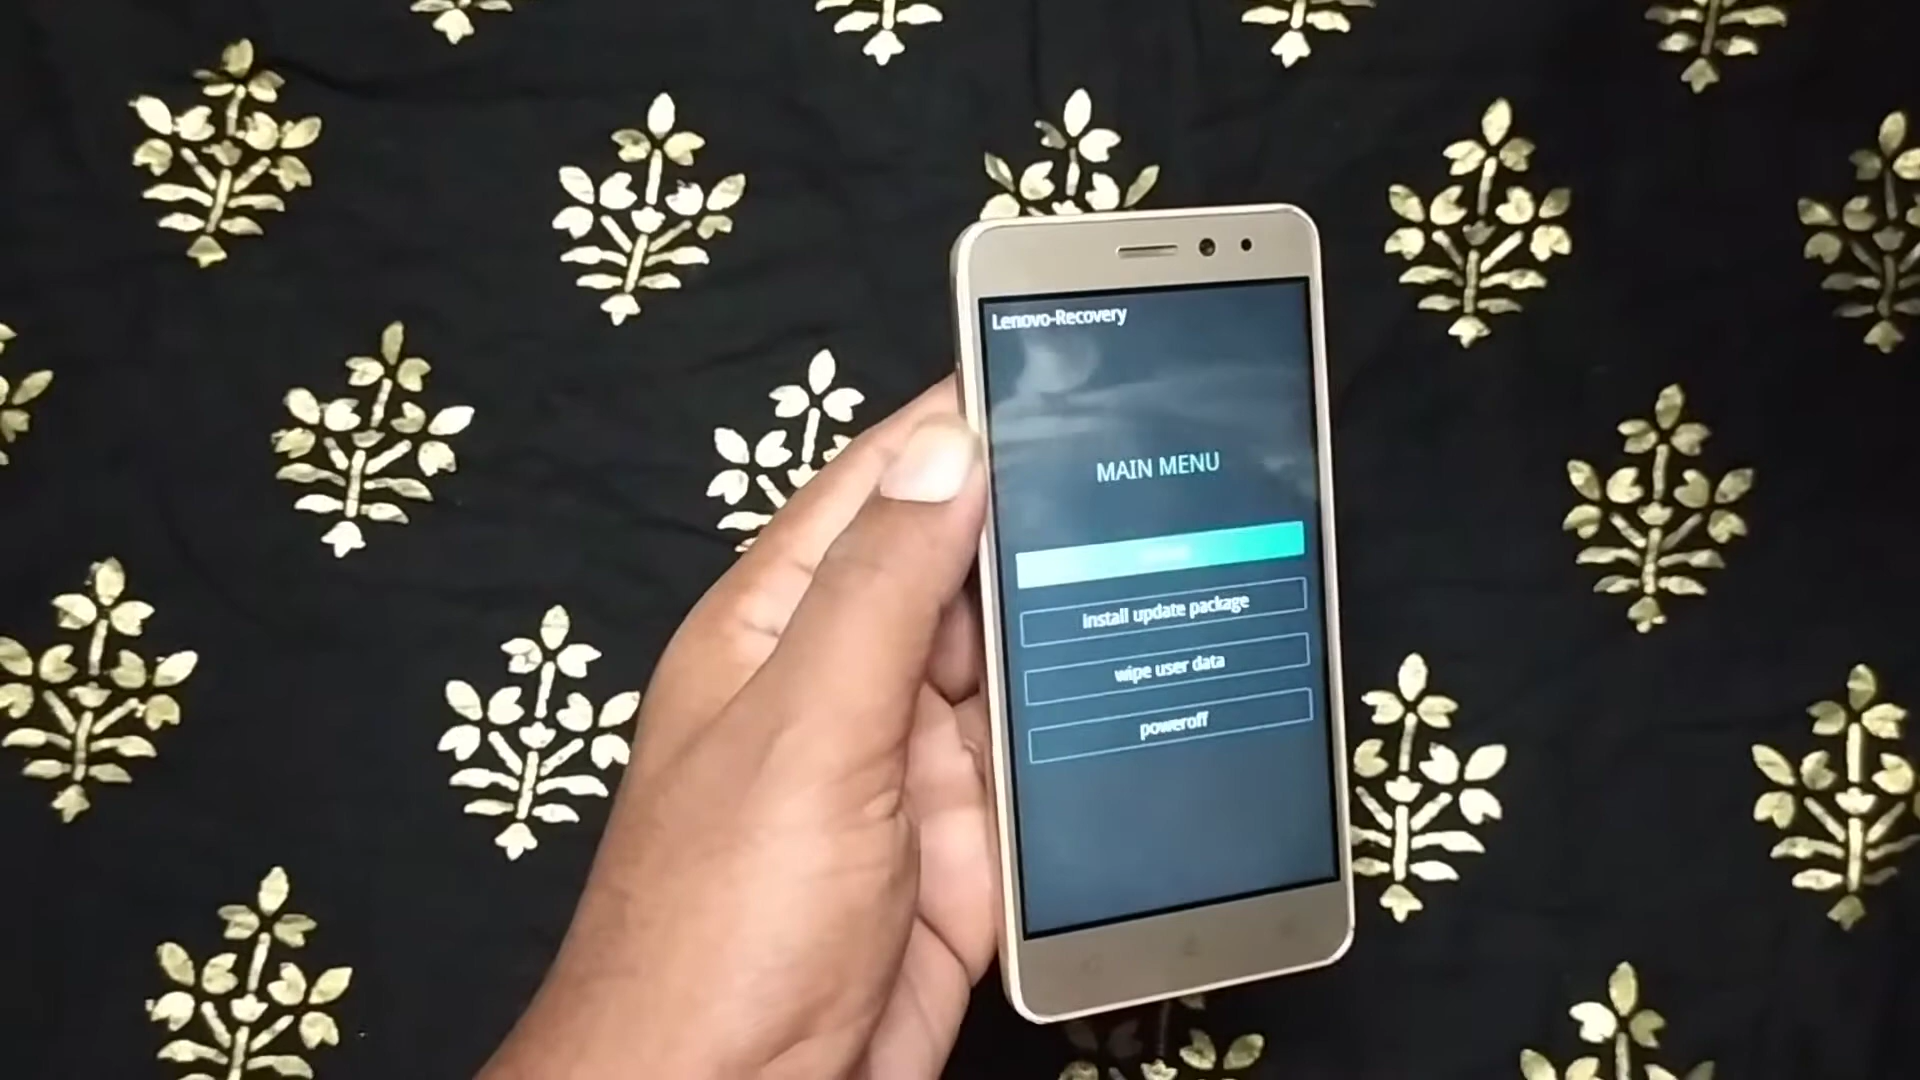 Lenovo-Recovery
MAIN MENU
install update package
wipe user data
poweroff